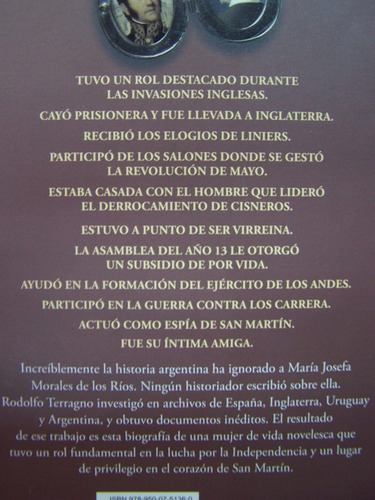 TUVO UN ROL DESTACADO DURANTE
LAS INVASIONES INGLESAS.
CAYÓ PRISIONERA Y FUE LLEVADA A INGLATERRA.
RECIBIÓ LOS ELOGIOS DE LINIERS.
PARTICIPÓ DE LOS SALONES DONDE SE GESTÓ
LA REVOLUCIÓN DE MAYO.
ESTABA CASADA CON EL HOMBRE QUE LIDERÓ
EL DERROCAMIENTO DE CISNEROS.
ESTUVO A PUNTO DE SER VIRREINA.
LA ASAMBLEA DEL AÑO 13 LE OTORGÓ
UN SUBSIDIO DE POR VIDA.
AYUDÓ EN LA FORMACIÓN DEL EJÉRCITO DE LOS ANDES.
PARTICIPÓ EN LA GUERRA CONTRA LOS CARRERA.
ACTUÓ COMO ESPÍA DE SAN MARTÍN.
FUE SU ÍNTIMA AMIGA.
Increíblemente la historia argentina ha ignorado a María Josefa
Morales de los Ríos. Ningún historiador escribió sobre ella.
Rodolfo Terragno investigó en archivos de España, Inglaterra, Uruguay
y Argentina, y obtuvo documentos inéditos. El resultado
de ese trabajo es esta biografía de una mujer de vida novelesca que
tuvo un rol fundamental en la lucha por la Independencia y un lugar
de privilegio en el corazón de San Martín.
ISBN 978-950-07-5126-0